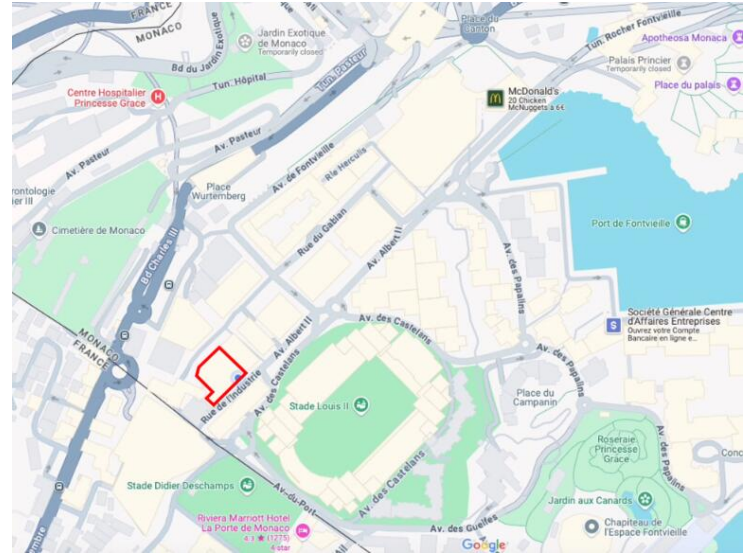 FRANCE
MONACO
Jardin Exotique
de Monaco
Temporarily closed
Bd du Jardin Exotique
Tun. Hôpital
Centre Hospitalier
Princesse Grace
Tun. Pasteur
Place du
Canton
Tun. Rocher Fontvieille
Apotheosa Monaca
Palais Princier
Temporarily closed
Place du palais
McDonald's
20 Chicken
McNuggets à 6€
Av. Pasteur
Av. Pasteur
Av. de Fontvieille
Rle Herculis
Place
Wurtemberg
Rue du Gabian
Av. Albert II
rontologie
ier III
Cimetière de Monaco
Bd Charles III
Port de Fontvieille
Av. des Papalins
Société Générale Centre
d'Affaires Entreprises
Ouvrez votre Compte
Bancaire en ligne e...
MONACO
FRANCE
Av. Albert II
Av. des Castelans
Av. des Castelans
Rue de l'Industrie
Stade Louis II
Av. des Papalins
Place du
Campanin
Roseraie
Princesse
Grace
Av. des Papalins
Conc
Stade Didier Deschamps
Av.-du-Port
Av. des Castelans
Jardin aux Canards
Riviera Marriott Hotel
La Porte de Monaco
4.1 ★ (1275)
4-star
Av. des Guelfes
Chapiteau de
l'Espace Fontvieille
Google